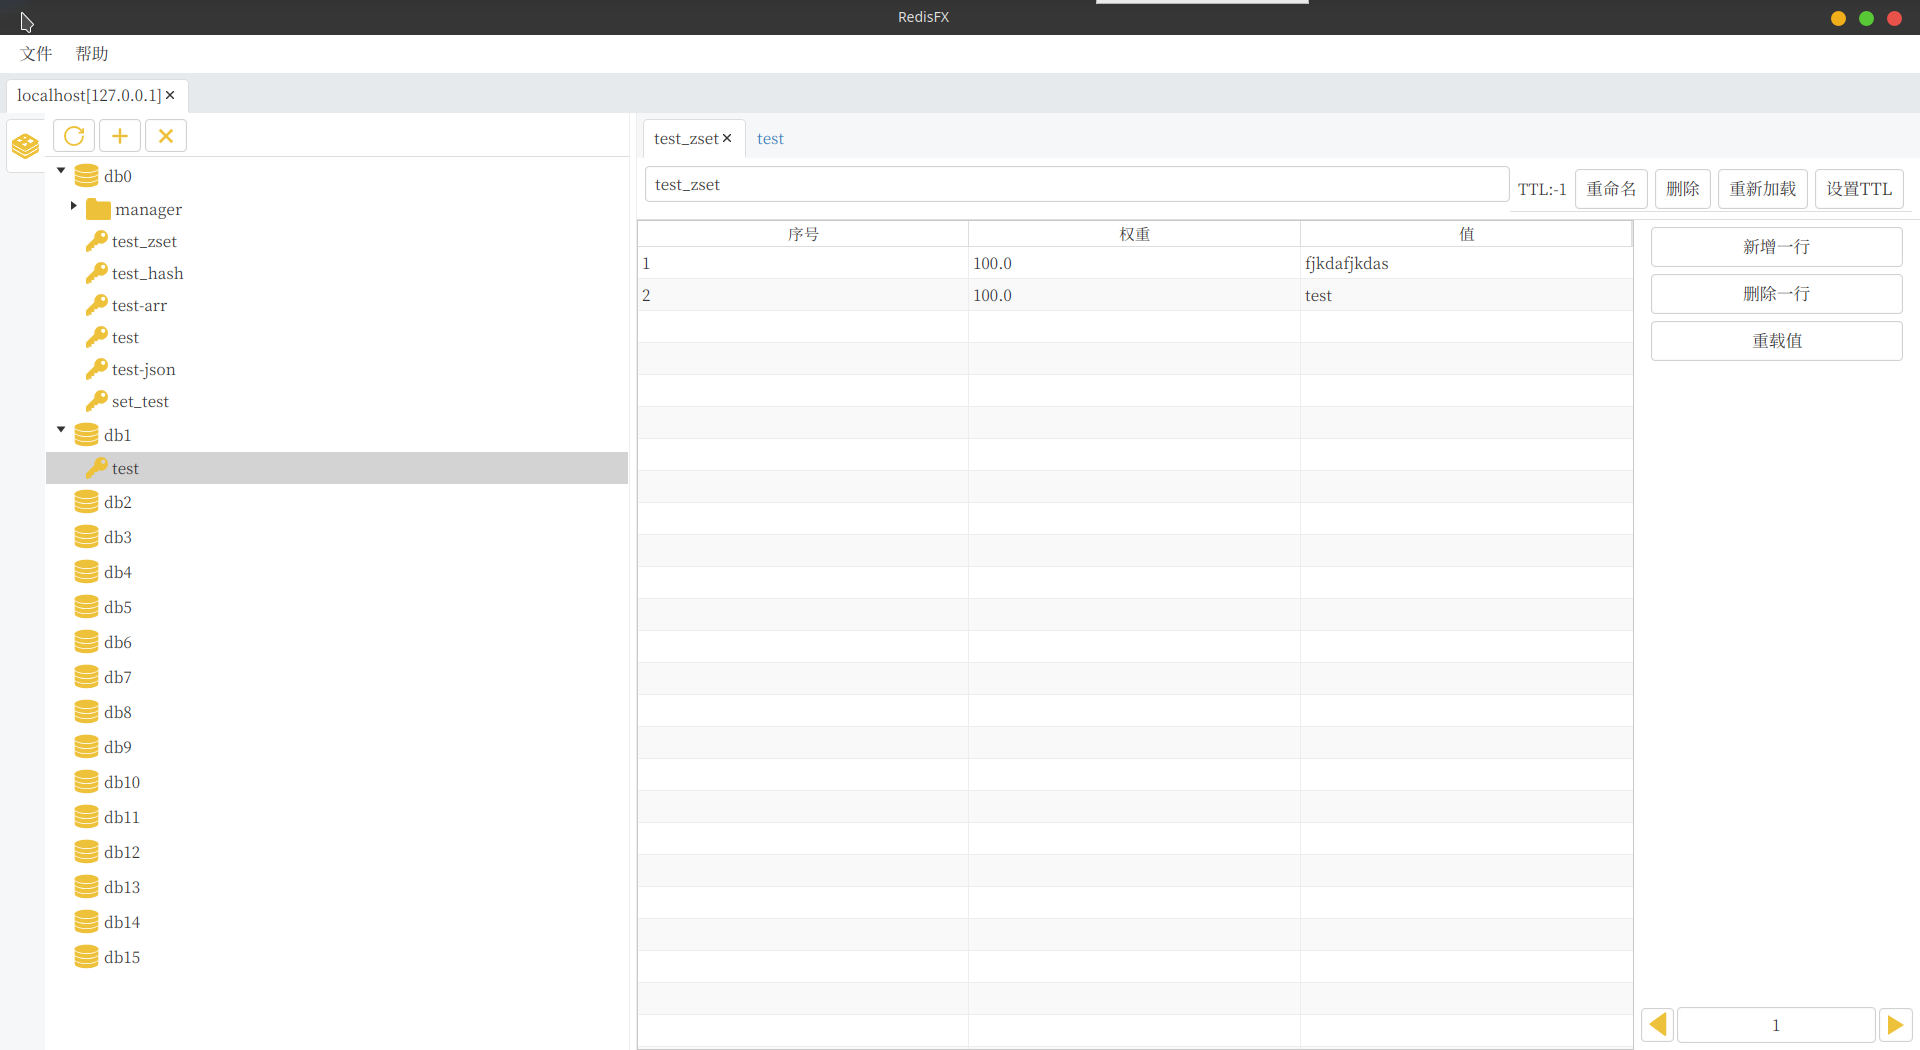 RedisFX
文件 帮助
localhost[127.0.0.1]
test_zset test
test_zset TTL:-1 重命名 删除 重新加载 设置TTL
db0
manager
test_zset
test_hash
test-arr
test
test-json
set_test
db1
test
db2
db3
db4
db5
db6
db7
db8
db9
db10
db11
db12
db13
db14
db15
序号 权重 值
1 100.0 fjkdafjkdas
2 100.0 test
新增一行
删除一行
重载值
1